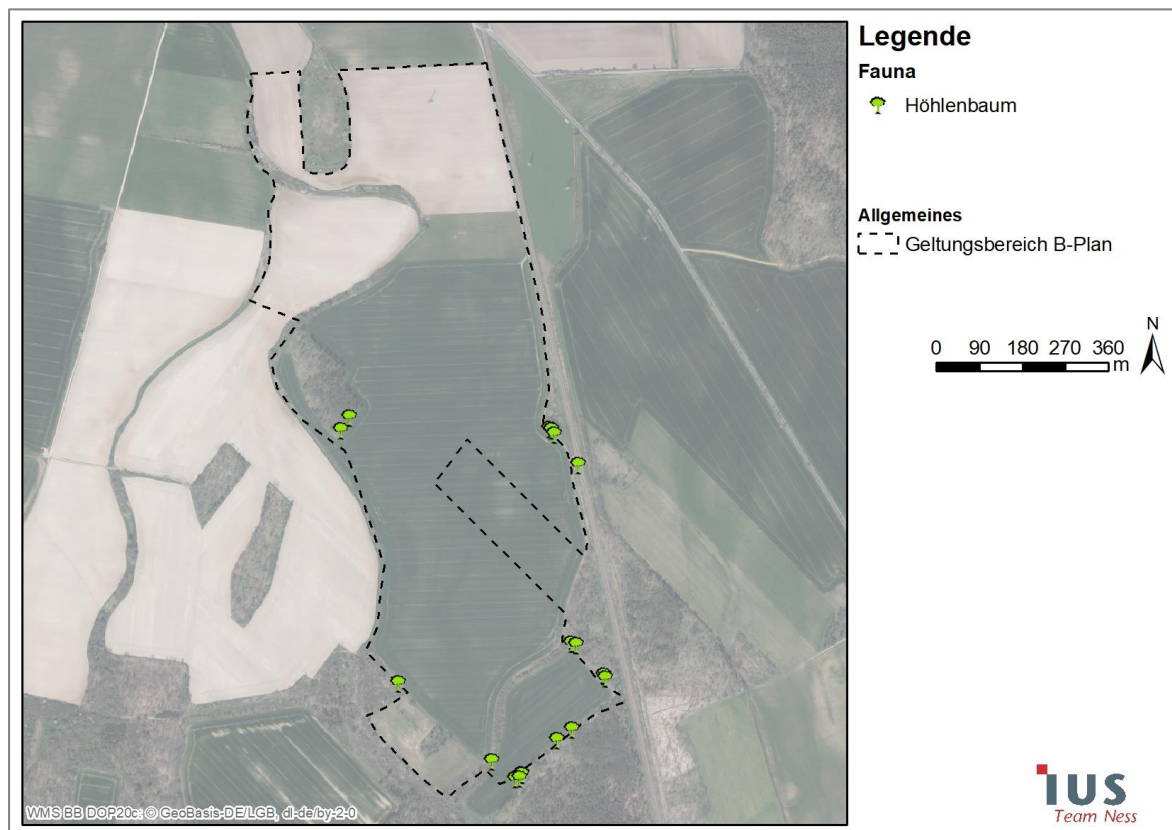 Legende
Fauna
Höhlenbaum
Allgemeines
Geltungsbereich B-Plan
N
0 90 180 270 360
m
WMS BB DOP20c: © GeoBasis-DE/LGB, dl-de/by-2-0
IUS
Team Ness